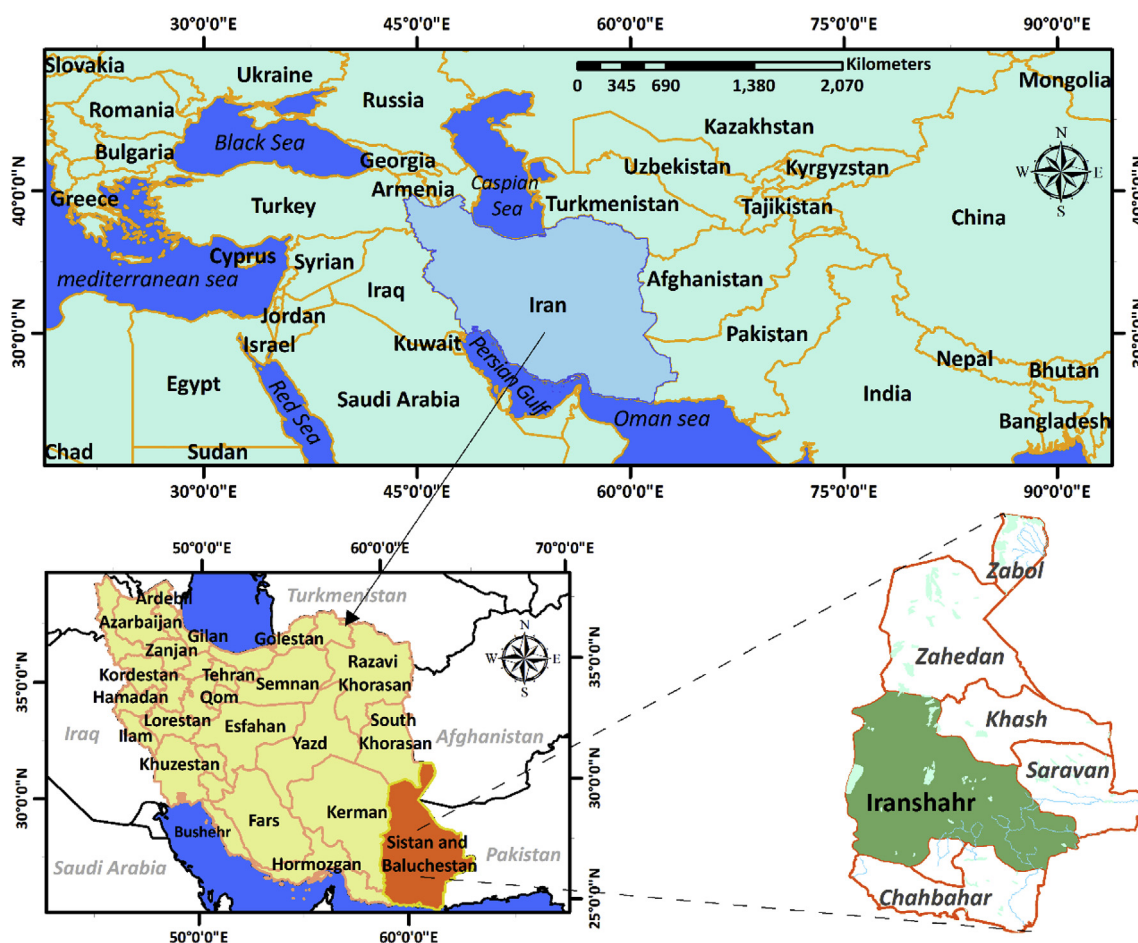 30°0'0"E 45°0'0"E 60°0'0"E 75°0'0"E 90°0'0"E
Slovakia
Ukraine
Russia
Kilometers
0 345 690 1,380 2,070
Mongolia
Romania
Kazakhstan
Black Sea
Bulgaria
Georgia
Uzbekistan
Kyrgyzstan
N
W E
S
40°0'0"N
Greece
Armenia
Caspian
Sea
Turkmenistan
Tajikistan
China
Turkey
Cyprus
Syrian
mediterranean sea
Iraq
Iran
Afghanistan
Jordan
Israel
Kuwait
Pakistan
30°0'0"N
30°0'0"N
Nepal
Bhutan
Egypt
Red Sea
Saudi Arabia
Persian Gulf
Oman sea
India
Bangladesh
Chad
Sudan
30°0'0"E 45°0'0"E 60°0'0"E 75°0'0"E 90°0'0"E
50°0'0"E 60°0'0"E 70°0'0"E
Turkmenistan
Ardebil
Azarbaijan
Gilan
Golestan
Zanjan
N
W E
S
35°0'0"N
35°0'0"N
Kordestan
Tehran
Razavi
Khorasan
Semnan
Hamadan
Qom
Lorestan
Esfahan
South
Khorasan
Iraq
Ilam
Yazd
Afghanistan
Khuzestan
30°0'0"N
30°0'0"N
Kerman
Bushehr
Fars
Sistan and
Baluchestan
Pakistan
Saudi Arabia
Hormozgan
25°0'0"N
50°0'0"E 60°0'0"E
Zabol
Zahedan
Khash
Saravan
Iranshahr
Chahbahar